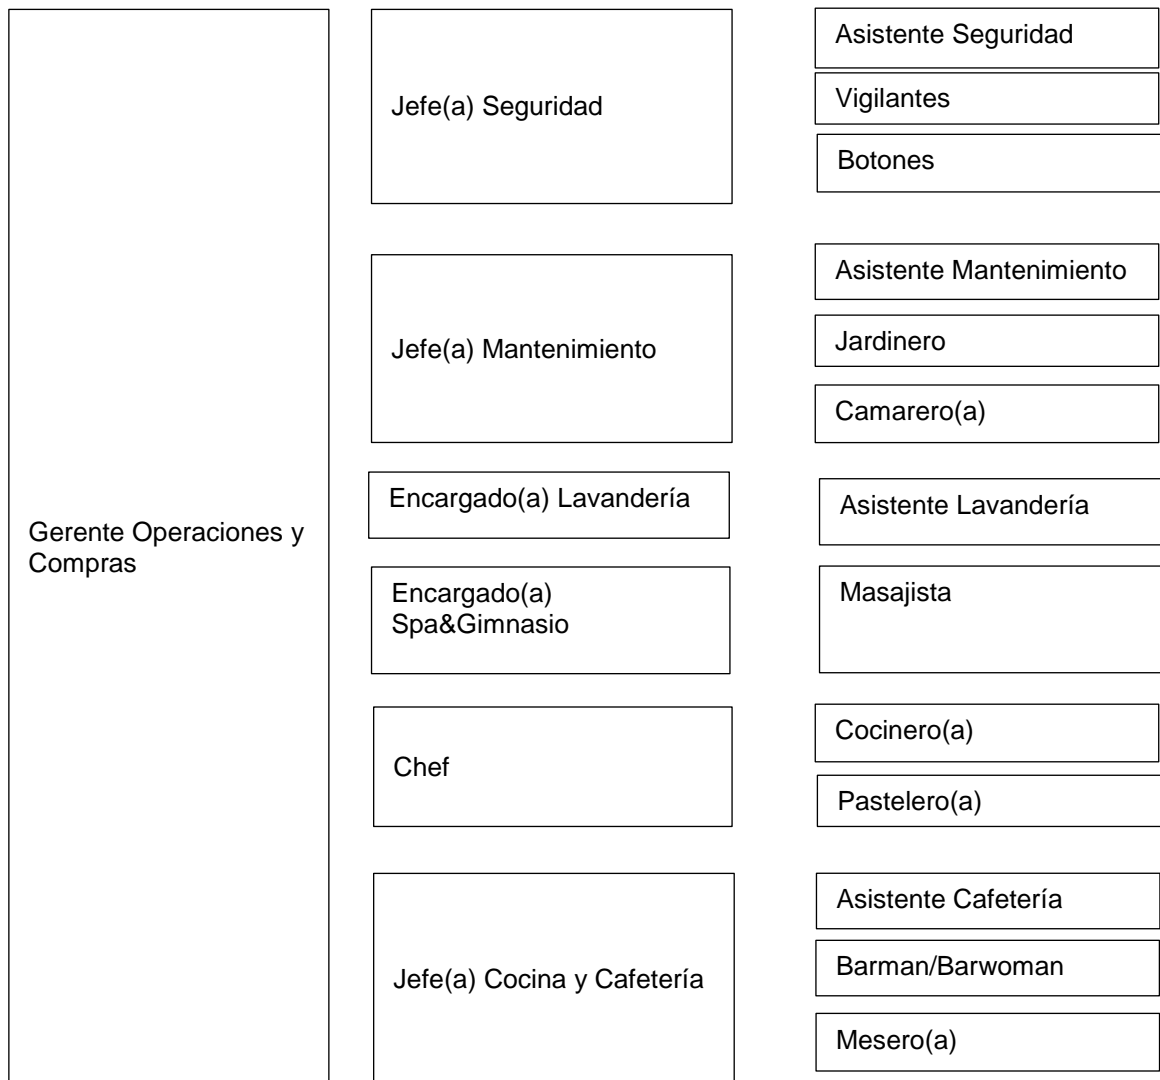 Gerente Operaciones y
Compras
Jefe(a) Seguridad
Asistente Seguridad
Vigilantes
Botones
Jefe(a) Mantenimiento
Asistente Mantenimiento
Jardinero
Camarero(a)
Encargado(a) Lavandería
Asistente Lavandería
Encargado(a)
Spa&Gimnasio
Masajista
Chef
Cocinero(a)
Pastelero(a)
Jefe(a) Cocina y Cafetería
Asistente Cafetería
Barman/Barwoman
Mesero(a)